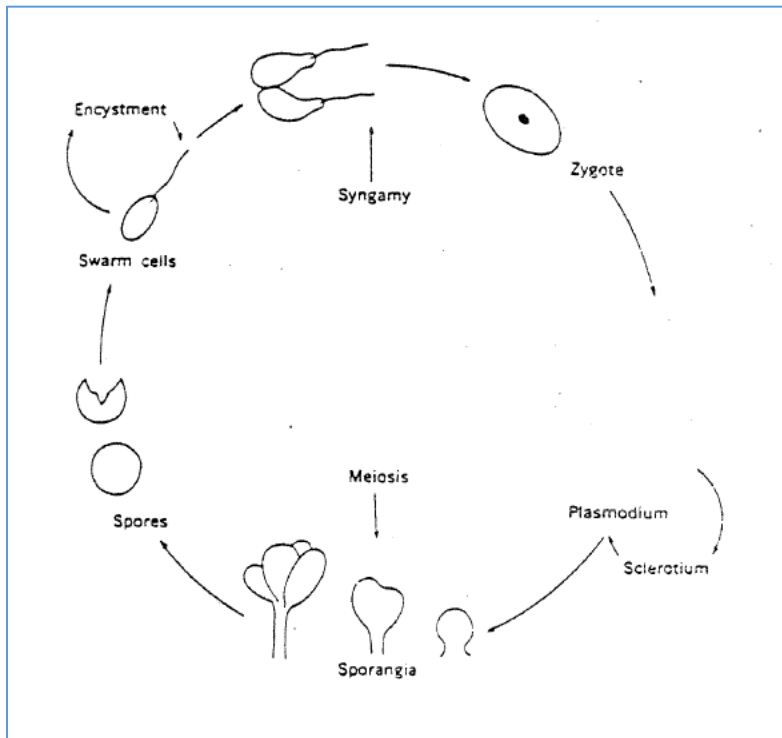 Encystment
Syngamy
Zygote
Swarm cells
Meiosis
Plasmodium
Spores
Sclerotium
Sporangia